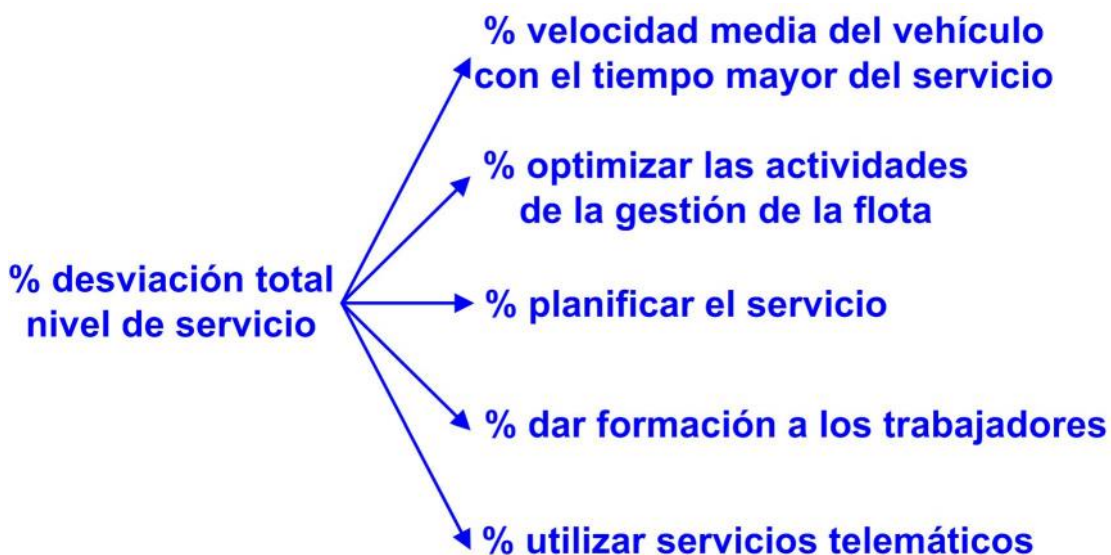 % velocidad media del vehículo
con el tiempo mayor del servicio
% optimizar las actividades
de la gestión de la flota
% desviación total
nivel de servicio
% planificar el servicio
% dar formación a los trabajadores
% utilizar servicios telemáticos